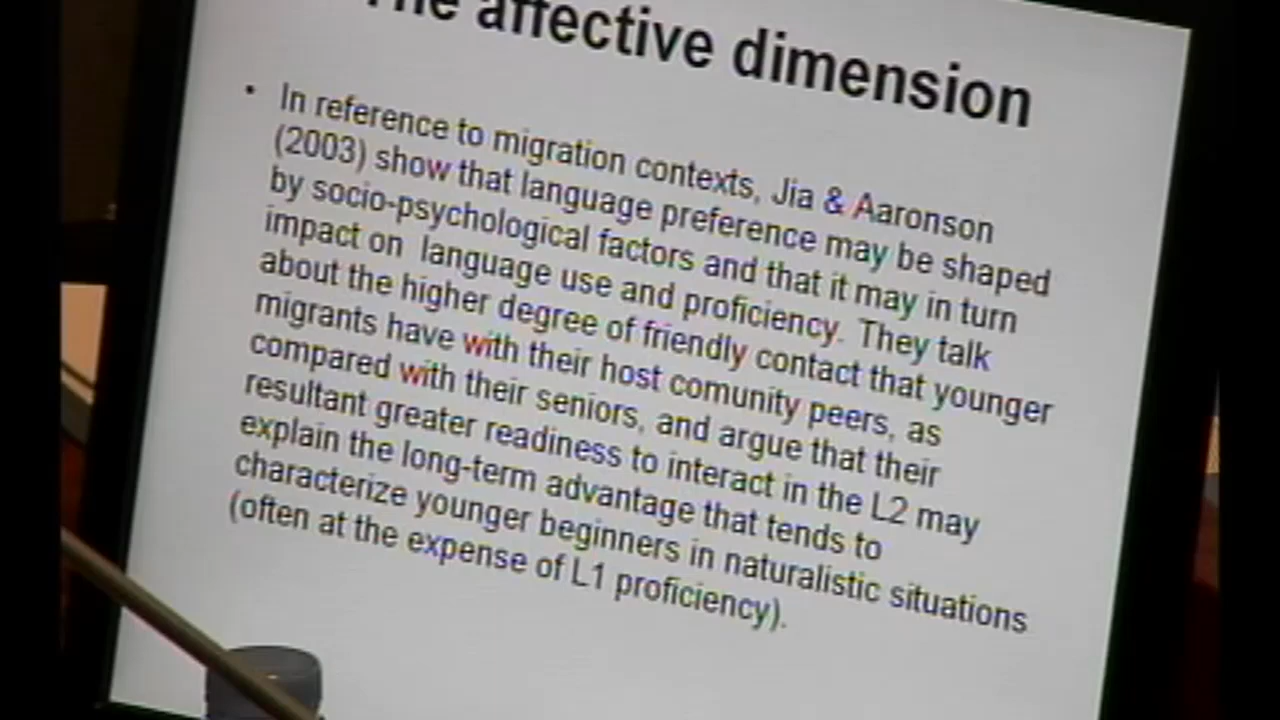 The affective dimension
• In reference to migration contexts, Jia & Aaronson
(2003) show that language preference may be shaped
by socio-psychological factors and that it may in turn
impact on language use and proficiency. They talk
about the higher degree of friendly contact that younger
migrants have with their host comunity peers, as
compared with their seniors, and argue that their
resultant greater readiness to interact in the L2 may
explain the long-term advantage that tends to
characterize younger beginners in naturalistic situations
(often at the expense of L1 proficiency).